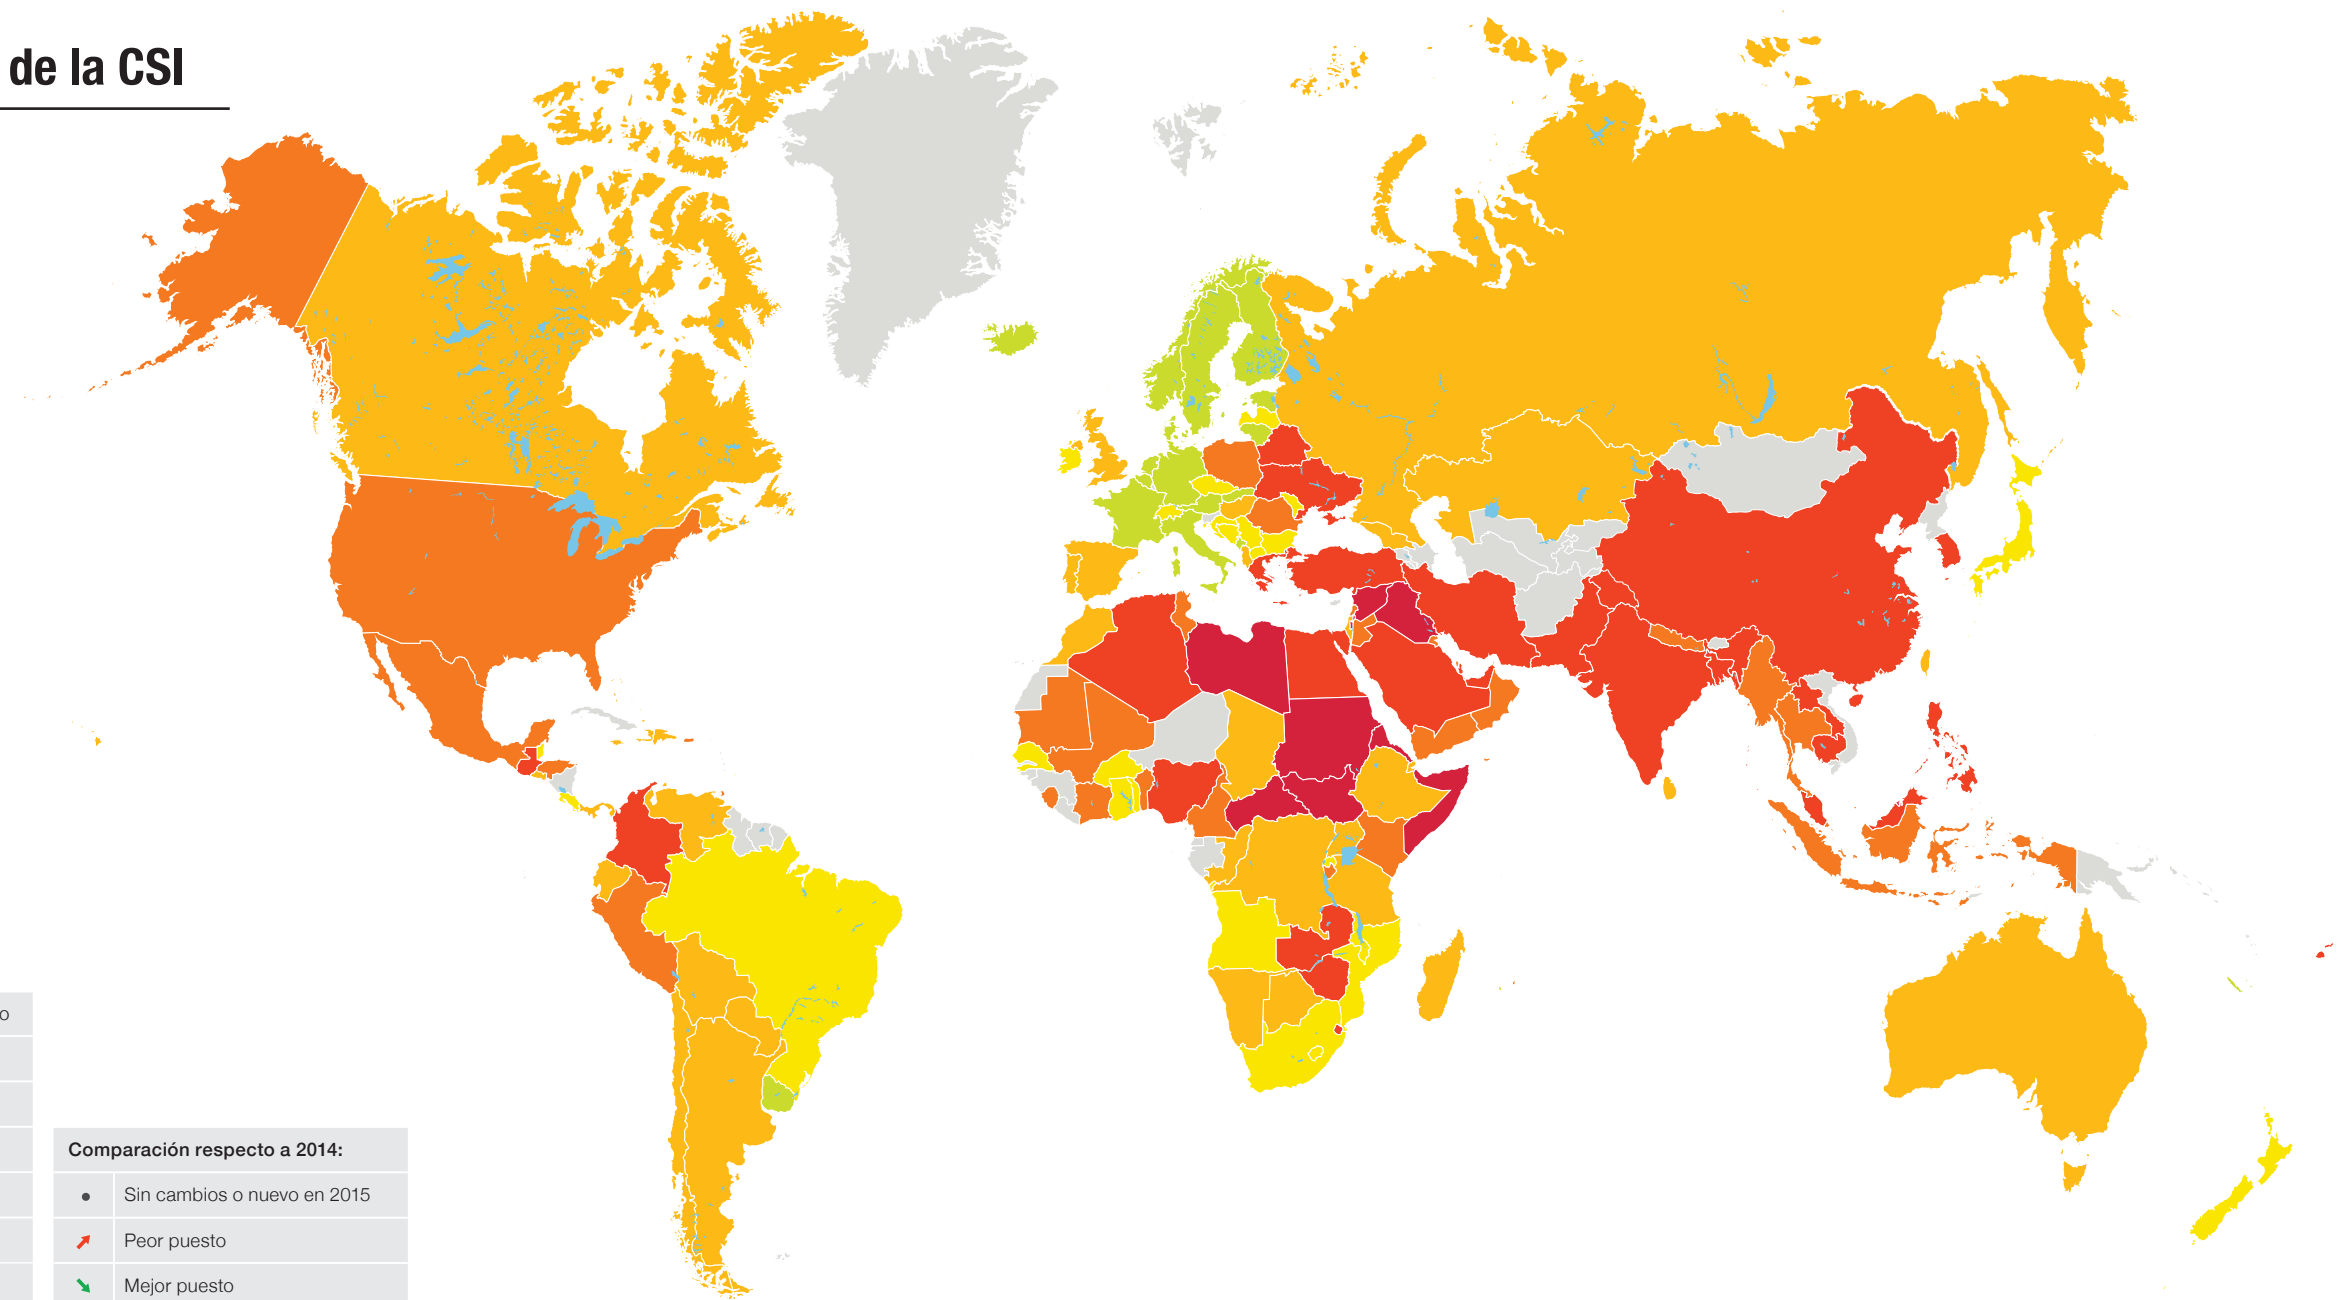 de la CSI
o
Comparación respecto a 2014:
Sin cambios o nuevo en 2015
Peor puesto
Mejor puesto